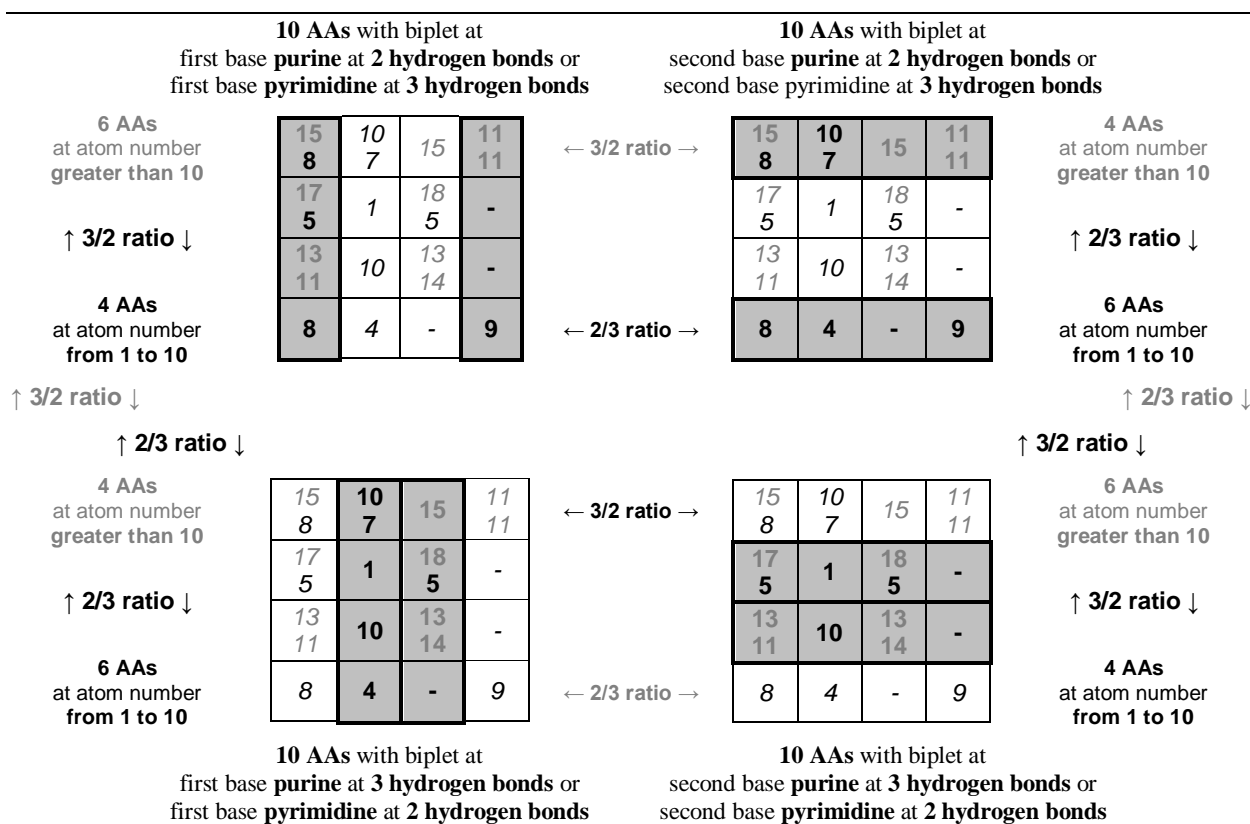 10 AAs with biplet at
first base purine at 2 hydrogen bonds or
first base pyrimidine at 3 hydrogen bonds
10 AAs with biplet at
second base purine at 2 hydrogen bonds or
second base pyrimidine at 3 hydrogen bonds
6 AAs
at atom number
greater than 10
↑ 3/2 ratio ↓
4 AAs
at atom number
from 1 to 10
15 10 15 11
8 7 11
17 1 18 -
5 5
13 10 13 -
11 14
8 4 - 9
← 3/2 ratio →
← 2/3 ratio →
15 10 15 11
8 7 11
17 1 18 -
5 5
13 10 13 -
11 14
8 4 - 9
4 AAs
at atom number
greater than 10
↑ 2/3 ratio ↓
6 AAs
at atom number
from 1 to 10
↑ 3/2 ratio ↓
↑ 2/3 ratio ↓
↑ 2/3 ratio ↓
↑ 3/2 ratio ↓
4 AAs
at atom number
greater than 10
↑ 2/3 ratio ↓
6 AAs
at atom number
from 1 to 10
15 10 15 11
8 7 11
17 1 18 -
5 5
13 10 13 -
11 14
8 4 - 9
← 3/2 ratio →
← 2/3 ratio →
15 10 15 11
8 7 11
17 1 18 -
5 5
13 10 13 -
11 14
8 4 - 9
6 AAs
at atom number
greater than 10
↑ 3/2 ratio ↓
4 AAs
at atom number
from 1 to 10
10 AAs with biplet at
first base purine at 3 hydrogen bonds or
first base pyrimidine at 2 hydrogen bonds
10 AAs with biplet at
second base purine at 3 hydrogen bonds or
second base pyrimidine at 2 hydrogen bonds